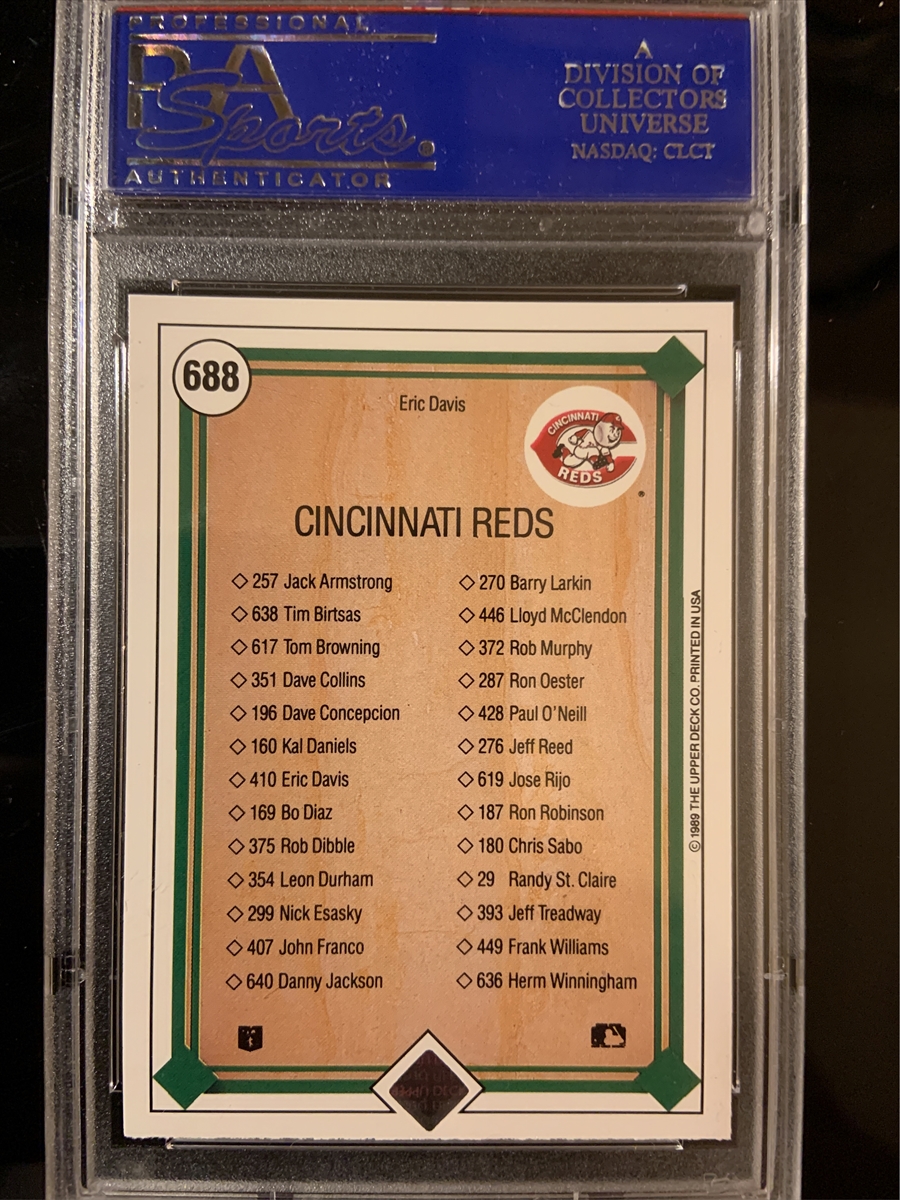 PROFESSIONAL
PSA
Sports
AUTHENTICATOR
A
DIVISION OF
COLLECTORS
UNIVERSE
NASDAQ: CLCT
688
Eric Davis
CINCINNATI
REDS
CINCINNATI REDS
257 Jack Armstrong
638 Tim Birtsas
617 Tom Browning
351 Dave Collins
196 Dave Concepcion
160 Kal Daniels
410 Eric Davis
169 Bo Diaz
375 Rob Dibble
354 Leon Durham
299 Nick Esasky
407 John Franco
640 Danny Jackson
270 Barry Larkin
446 Lloyd McClendon
372 Rob Murphy
287 Ron Oester
428 Paul O'Neill
276 Jeff Reed
619 Jose Rijo
187 Ron Robinson
180 Chris Sabo
29 Randy St. Claire
393 Jeff Treadway
449 Frank Williams
636 Herm Winningham
© 1989 THE UPPER DECK CO. PRINTED IN USA